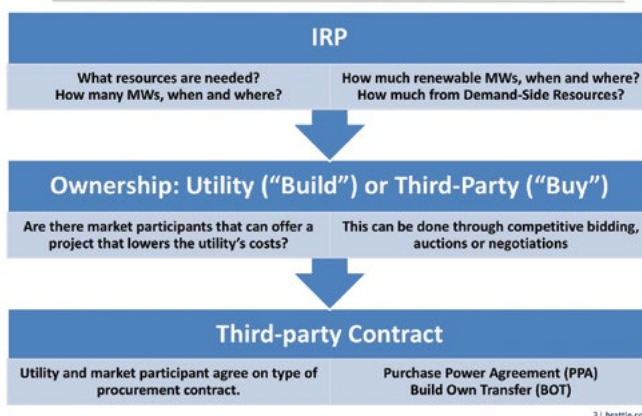 IRP
What resources are needed?
How many MWs, when and where?
How much renewable MWs, when and where?
How much from Demand-Side Resources?
Ownership: Utility (“Build”) or Third-Party (“Buy”)
Are there market participants that can offer a
project that lowers the utility’s costs?
This can be done through competitive bidding,
auctions or negotiations
Third-party Contract
Utility and market participant agree on type of
procurement contract.
Purchase Power Agreement (PPA)
Build Own Transfer (BOT)
3 | brattle.co